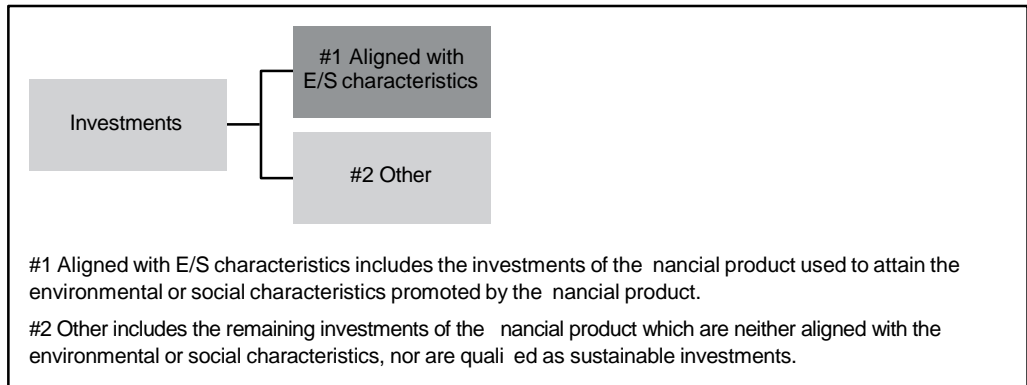 #1 Aligned with
E/S characteristics
Investments
#2 Other
#1 Aligned with E/S characteristics includes the investments of the nancial product used to attain the
environmental or social characteristics promoted by the nancial product.
#2 Other includes the remaining investments of the nancial product which are neither aligned with the
environmental or social characteristics, nor are quali ed as sustainable investments.